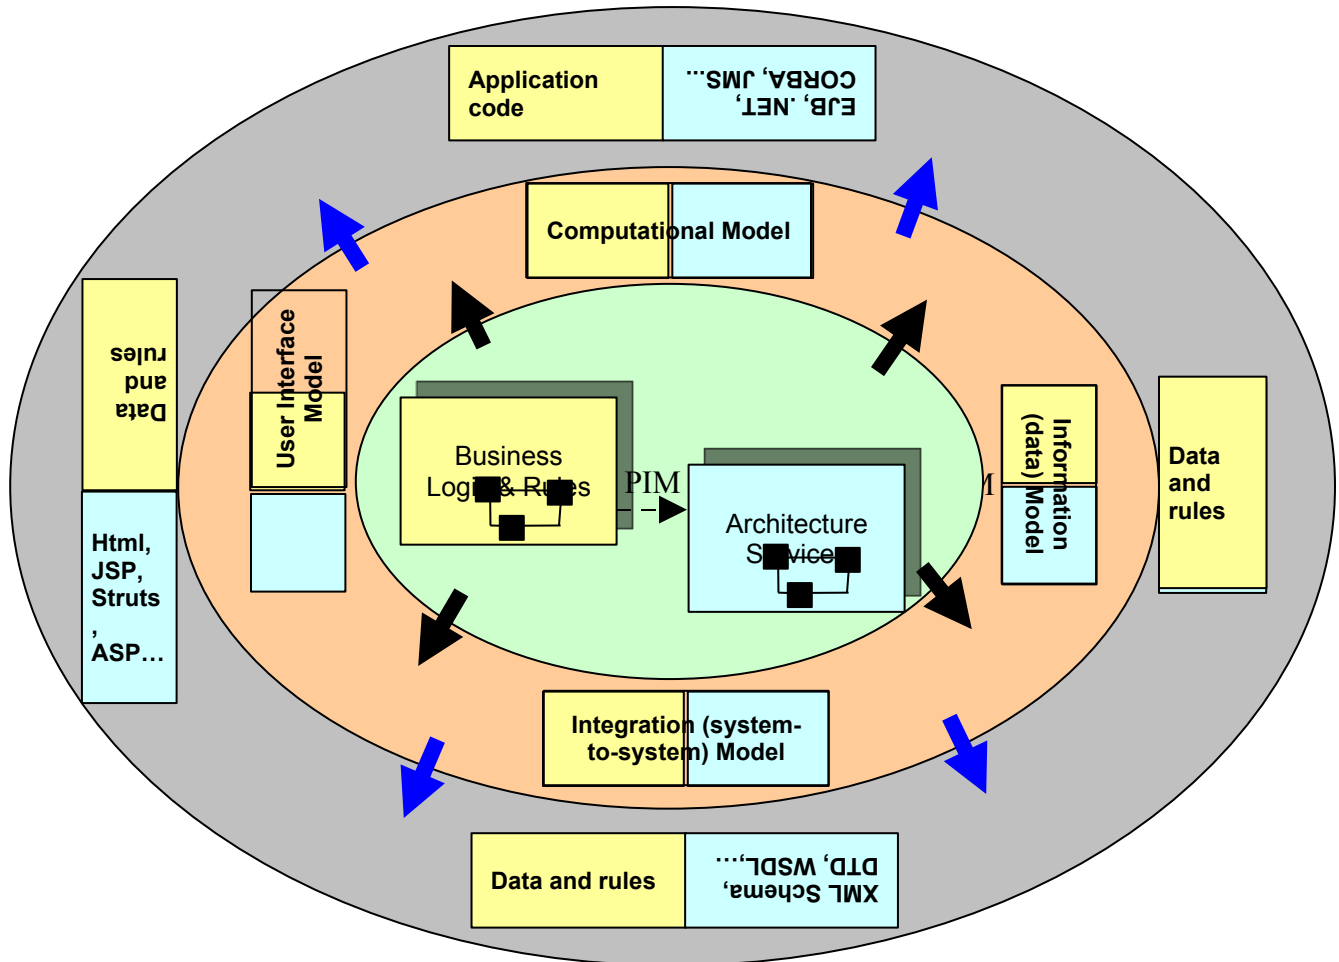 Application
code
EJB, .NET,
CORBA, JMS...
Computational Model
Data and
rules
User Interface
Model
Html,
JSP,
Struts
,
ASP…
Business
Logic & Rules
PIM
Architecture
Services
M
Information
(data) Model
Data
and
rules
Integration (system-
to-system) Model
Data and rules
XML Schema,
DTD, WSDL,...